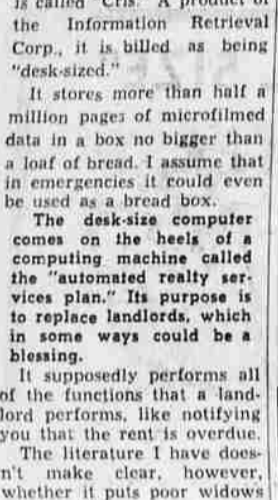 is called "Cris." A product of
the Information Retrieval
Corp., it is billed as being
"desk-sized."
It stores more than half a
million pages of microfilmed
data in a box no bigger than
a loaf of bread. I assume that
in emergencies it could even
be used as a bread box.
The desk-size computer
comes on the heels of a
computing machine called
the "automated realty ser-
vices plan." Its purpose is
to replace landlords, which
in some ways could be a
blessing.
It supposedly performs all
of the functions that a land-
lord performs, like notifying
you that the rent is overdue.
The literature I have does-
n't make clear, however,
whether it puts poor widows